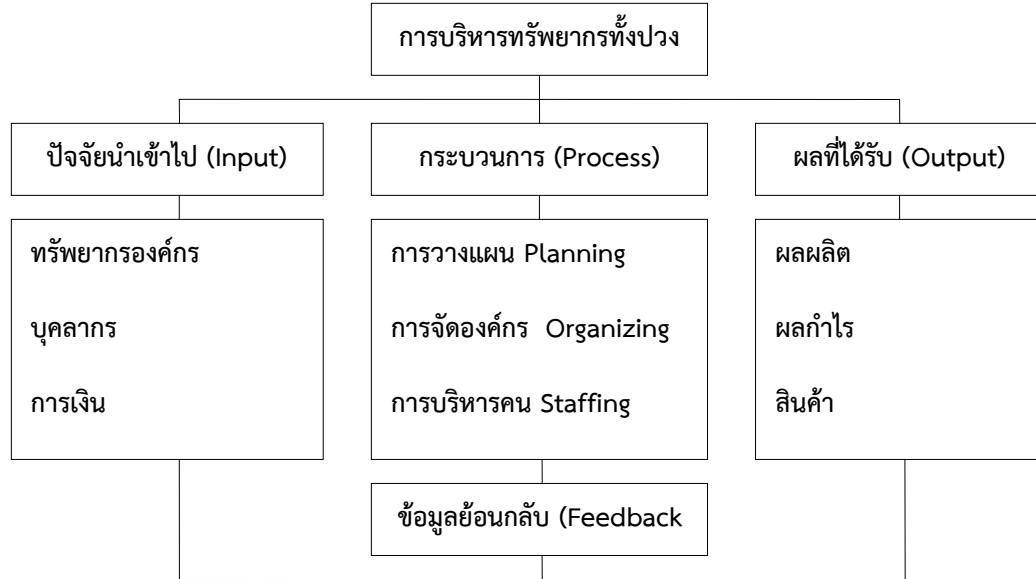 การบริหารทรัพยากรทั้งปวง
ปัจจัยนำเข้าไป (Input)
กระบวนการ (Process)
ผลที่ได้รับ (Output)
ทรัพยากรองค์กร
บุคลากร
การเงิน
การวางแผน Planning
การจัดองค์กร  Organizing
การบริหารคน Staffing
ผลผลิต
ผลกำไร
สินค้า
ข้อมูลย้อนกลับ (Feedback